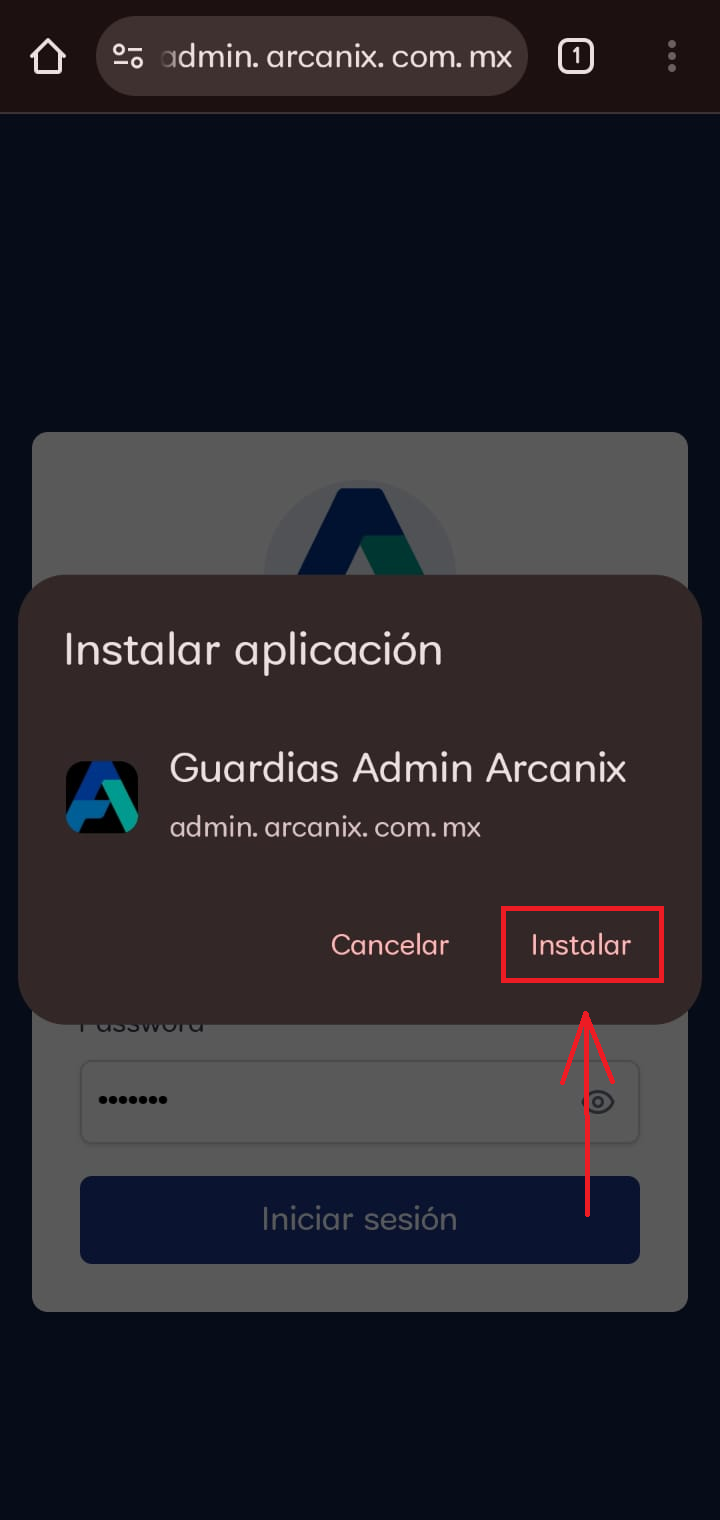 admin. arcanix. com. mx
1
Instalar aplicación
Guardias Admin Arcanix
admin. arcanix. com. mx
Cancelar
Instalar
Password
•••••••
Iniciar sesión